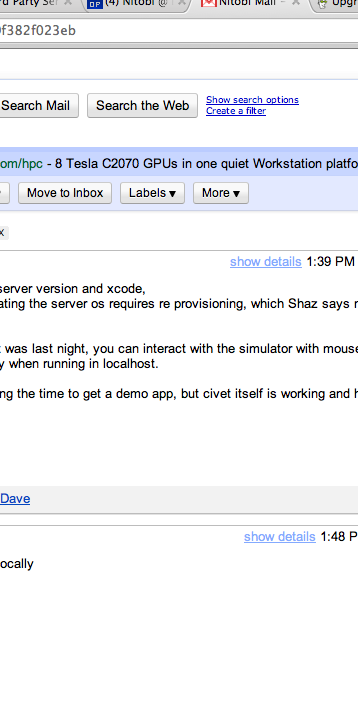 rd Party Ser
(4) Nitobi @
Nitobi Mail -
Upgr
f382f023eb
Search Mail
Search the Web
Show search options
Create a filter
om/hpc - 8 Tesla C2070 GPUs in one quiet Workstation platfo
Move to Inbox
Labels ▼
More ▼
x
show details 1:39 PM
server version and xcode,
ating the server os requires re provisioning, which Shaz says
was last night, you can interact with the simulator with mouse
y when running in localhost.
ng the time to get a demo app, but civet itself is working and h
Dave
show details 1:48 P
ocally